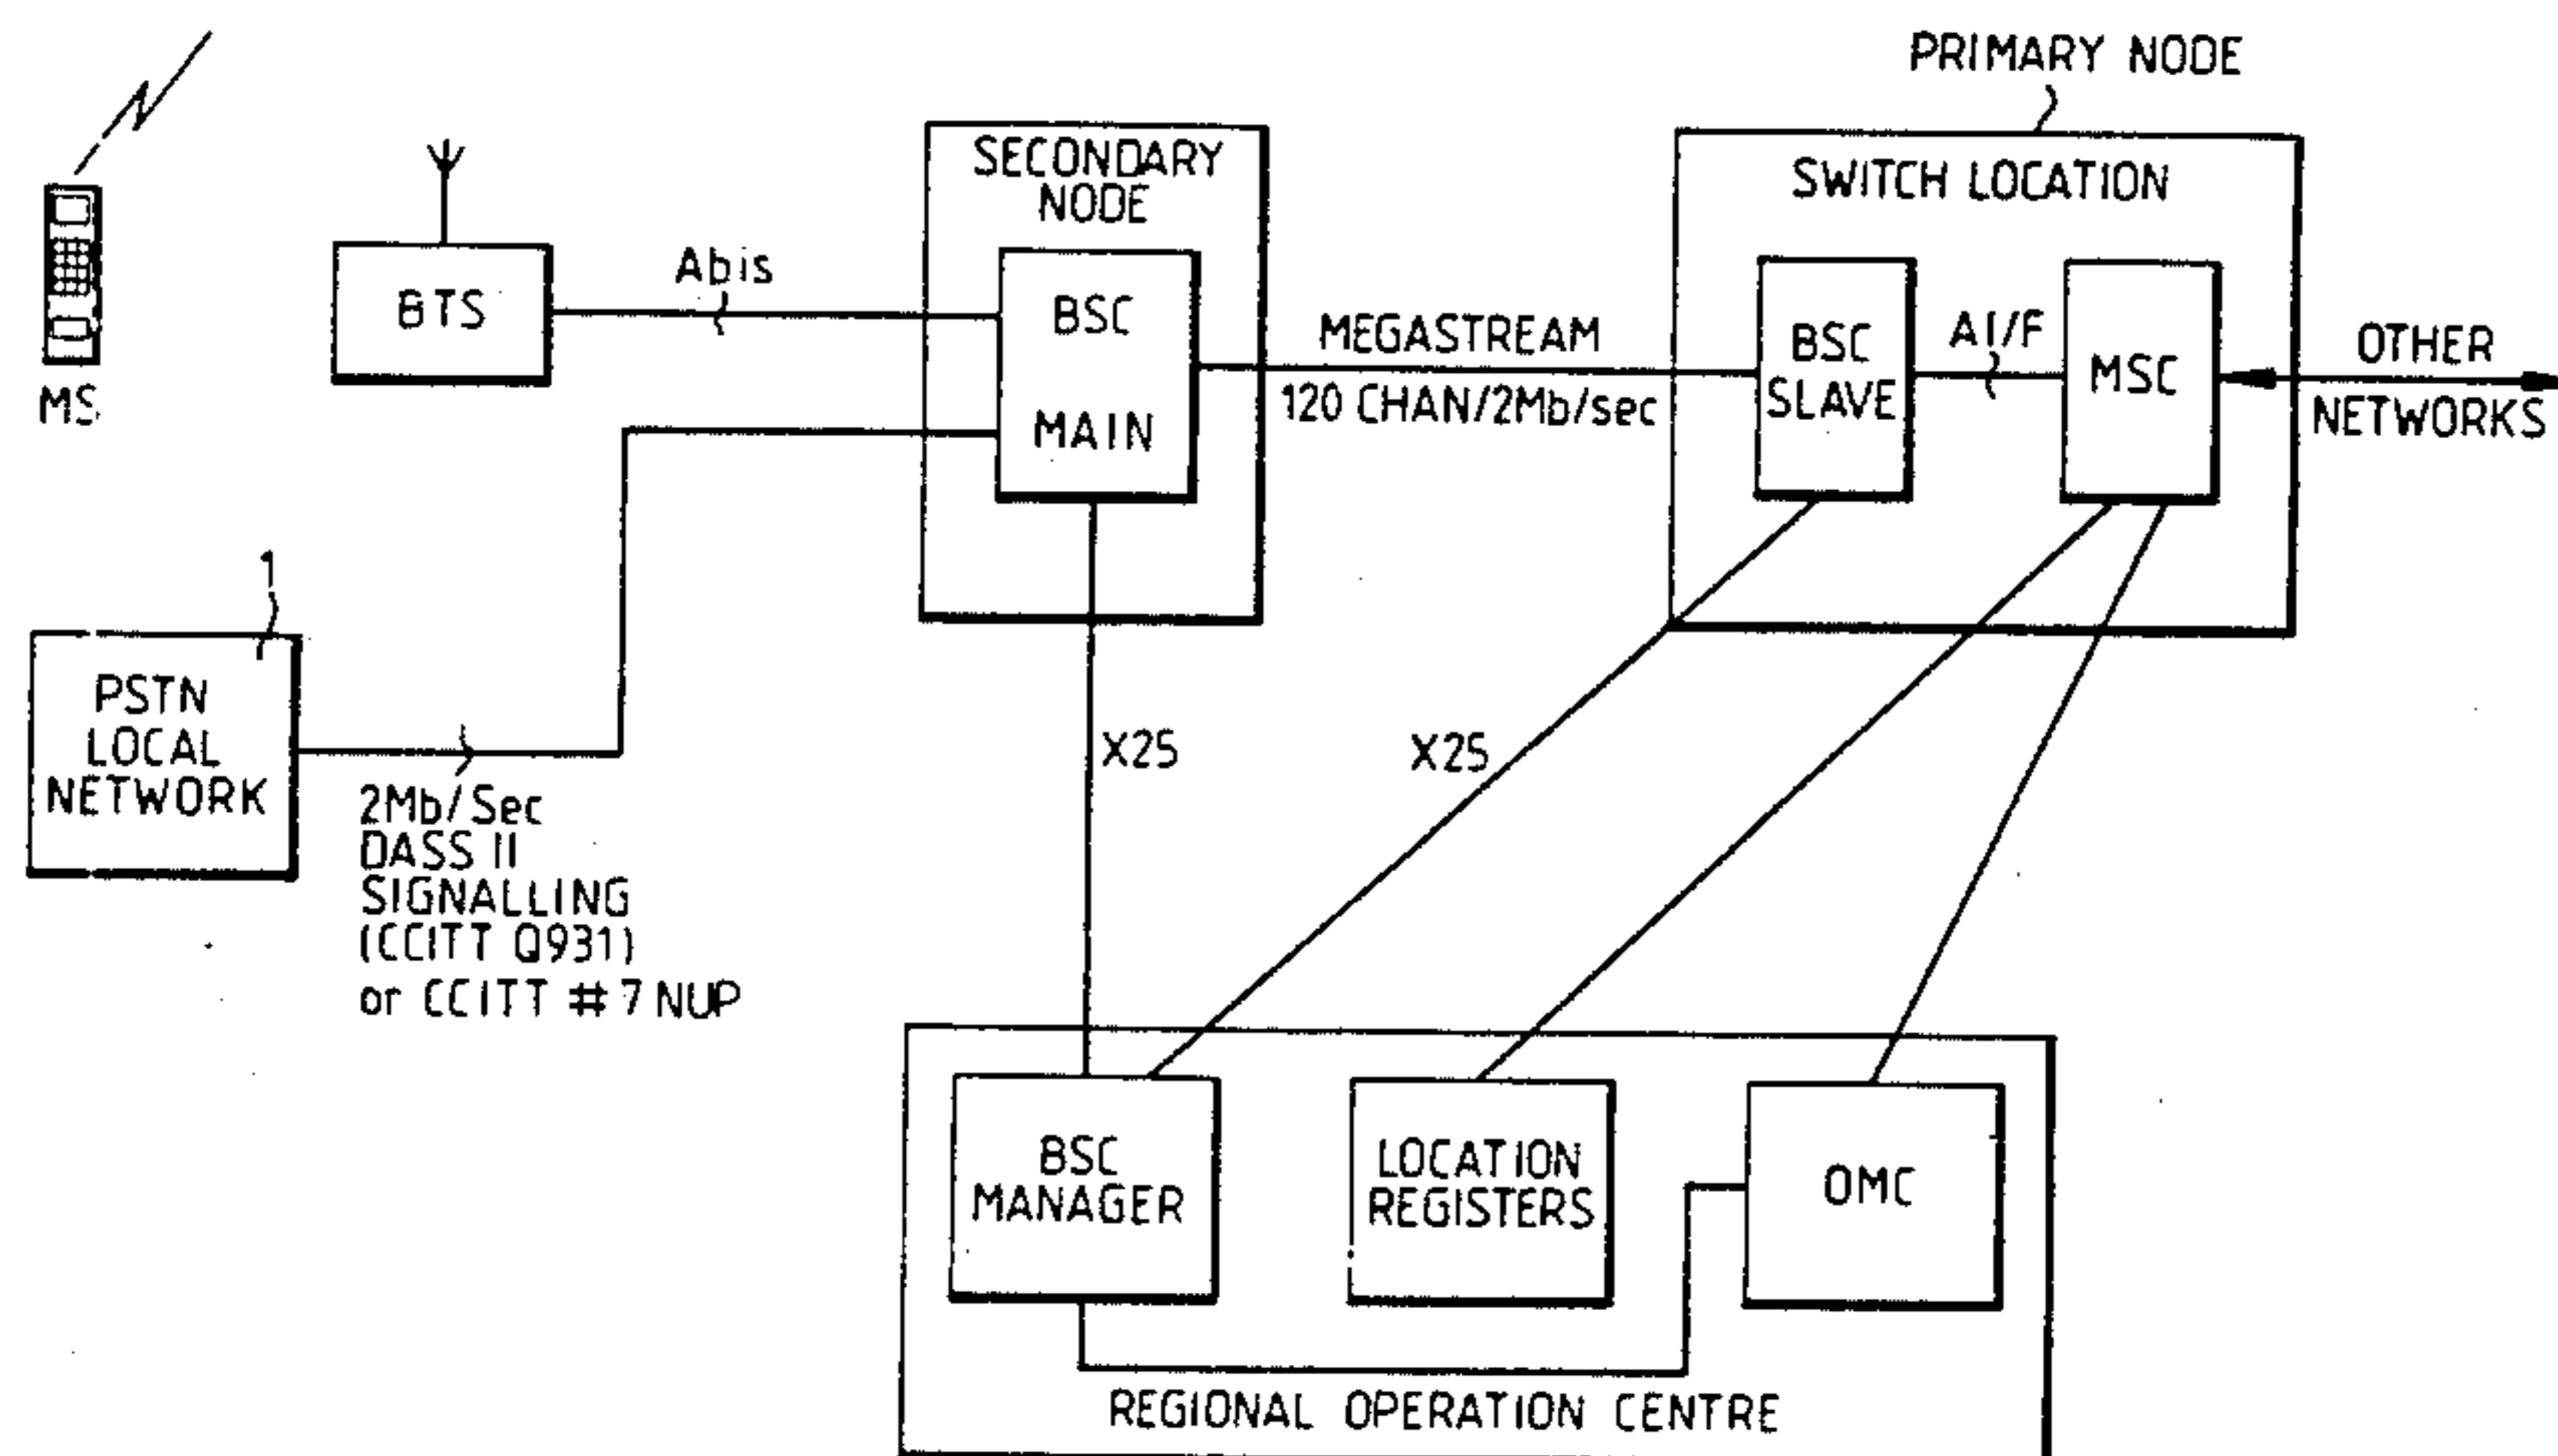 PRIMARY NODE
SECONDARY
NODE
SWITCH LOCATION
MS
BTS
Abis
BSC
MAIN
MEGASTREAM
120 CHAN/2Mb/sec
BSC
SLAVE
AI/F
MSC
OTHER
NETWORKS
1
PSTN
LOCAL
NETWORK
2Mb/Sec
DASS II
SIGNALLING
(CCITT Q931)
or CCITT #7 NUP
X25
X25
BSC
MANAGER
LOCATION
REGISTERS
OMC
REGIONAL OPERATION CENTRE